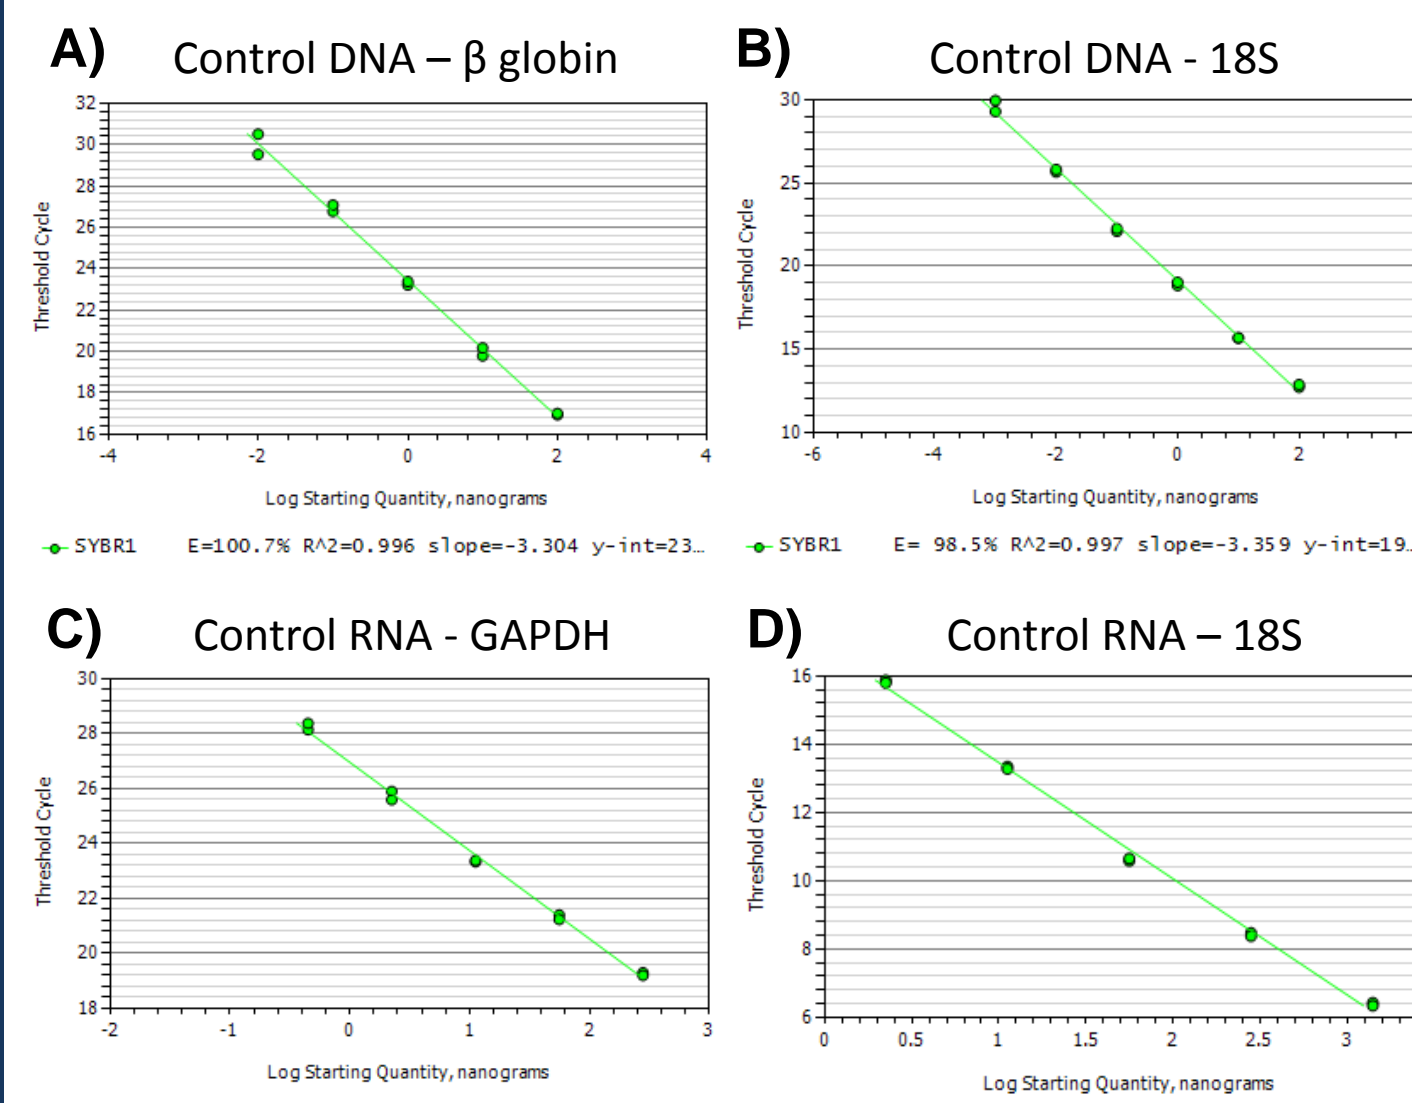 A) Control DNA – β globin
32
30
28
26
24
22
20
18
16
Threshold Cycle
-4 -2 0 2 4
Log Starting Quantity, nanograms
SYBR1 E=100.7% R^2=0.996 slope=-3.304 y-int=23...
B) Control DNA - 18S
30
25
20
15
10
Threshold Cycle
-6 -4 -2 0 2
Log Starting Quantity, nanograms
SYBR1 E= 98.5% R^2=0.997 slope=-3.359 y-int=19..
C) Control RNA - GAPDH
30
28
26
24
22
20
18
Threshold Cycle
-2 -1 0 1 2 3
Log Starting Quantity, nanograms
D) Control RNA – 18S
16
14
12
10
8
6
Threshold Cycle
0 0.5 1 1.5 2 2.5 3
Log Starting Quantity, nanograms